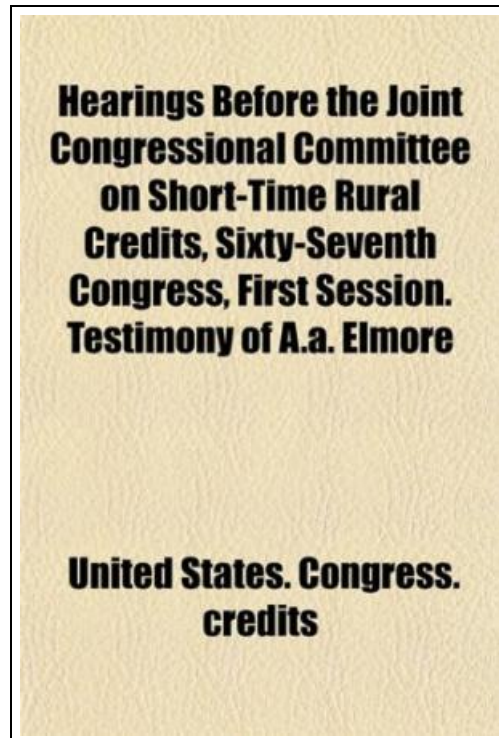 Hearings Before the Joint
Congressional Committee
on Short-Time Rural
Credits, Sixty-Seventh
Congress, First Session.
Testimony of A.a. Elmore
United States. Congress.
credits